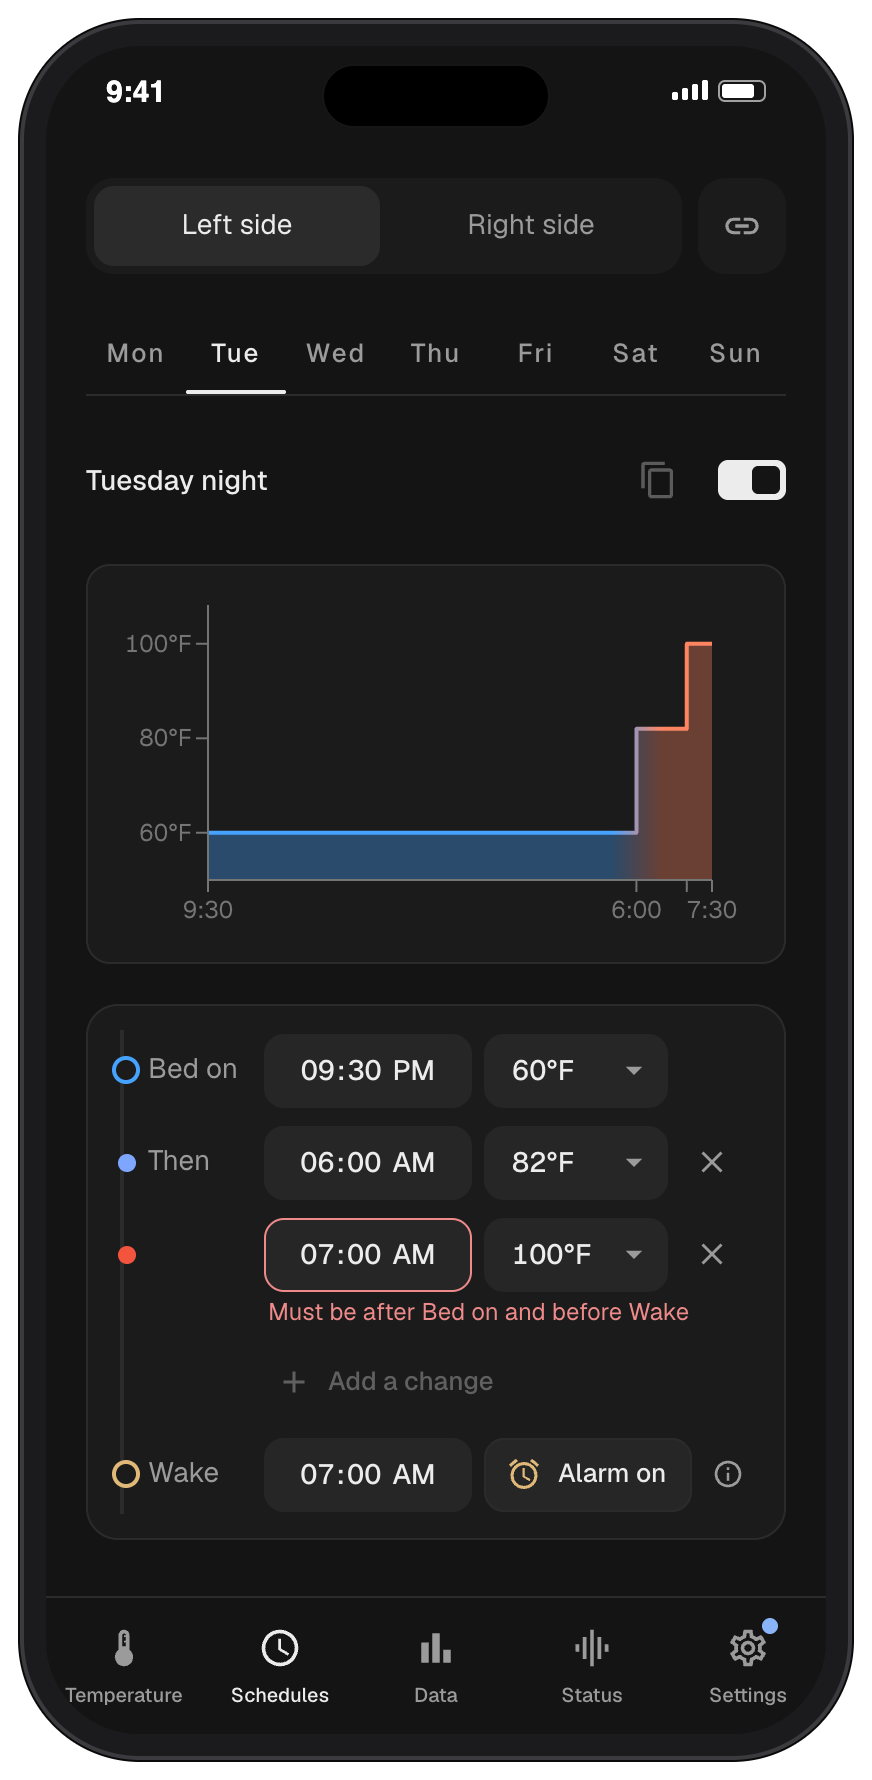 9:41
Left side Right side
Mon Tue Wed Thu Fri Sat Sun
Tuesday night
100°F
80°F
60°F
9:30 6:00 7:30
Bed on 09:30 PM 60°F
Then 06:00 AM 82°F
07:00 AM 100°F
Must be after Bed on and before Wake
Add a change
Wake 07:00 AM Alarm on
Temperature Schedules Data Status Settings